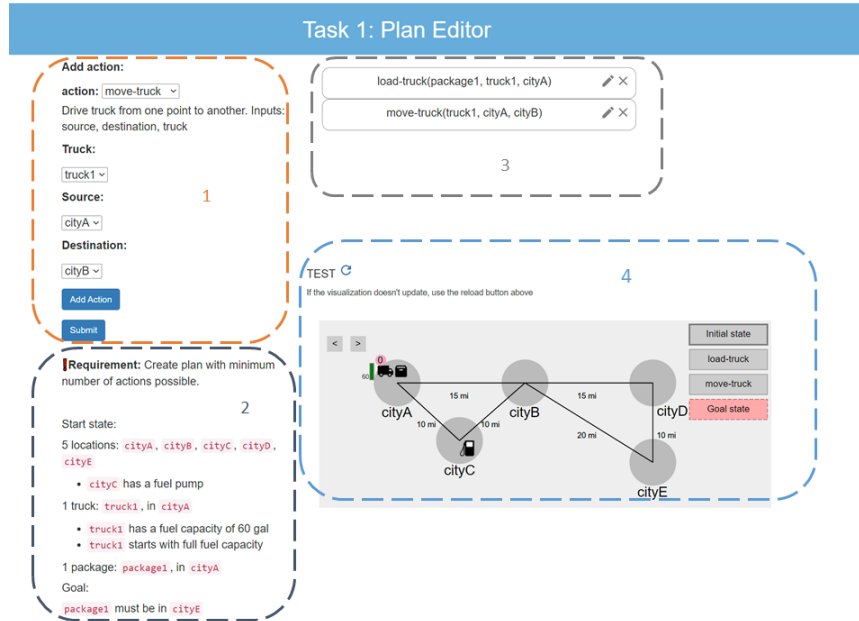 Task 1: Plan Editor
Add action:
action: move-truck
Drive truck from one point to another. Inputs:
source, destination, truck
Truck:
truck1
Source:
1
cityA
Destination:
cityB
Add Action
Submit
Requirement: Create plan with minimum
number of actions possible.
2
Start state:
5 locations: cityA, cityB, cityC, cityD,
cityE
• cityC has a fuel pump
1 truck: truck1, in cityA
• truck1 has a fuel capacity of 60 gal
• truck1 starts with full fuel capacity
1 package: package1, in cityA
Goal:
package1 must be in cityE
load-truck(package1, truck1, cityA)
move-truck(truck1, cityA, cityB)
3
TEST
4
If the visualization doesn't update, use the reload button above
< >
Initial state
load-truck
move-truck
Goal state
0
60
15 mi
15 mi
cityA
cityB
cityD
10 mi
10 mi
20 mi
10 mi
cityC
cityE